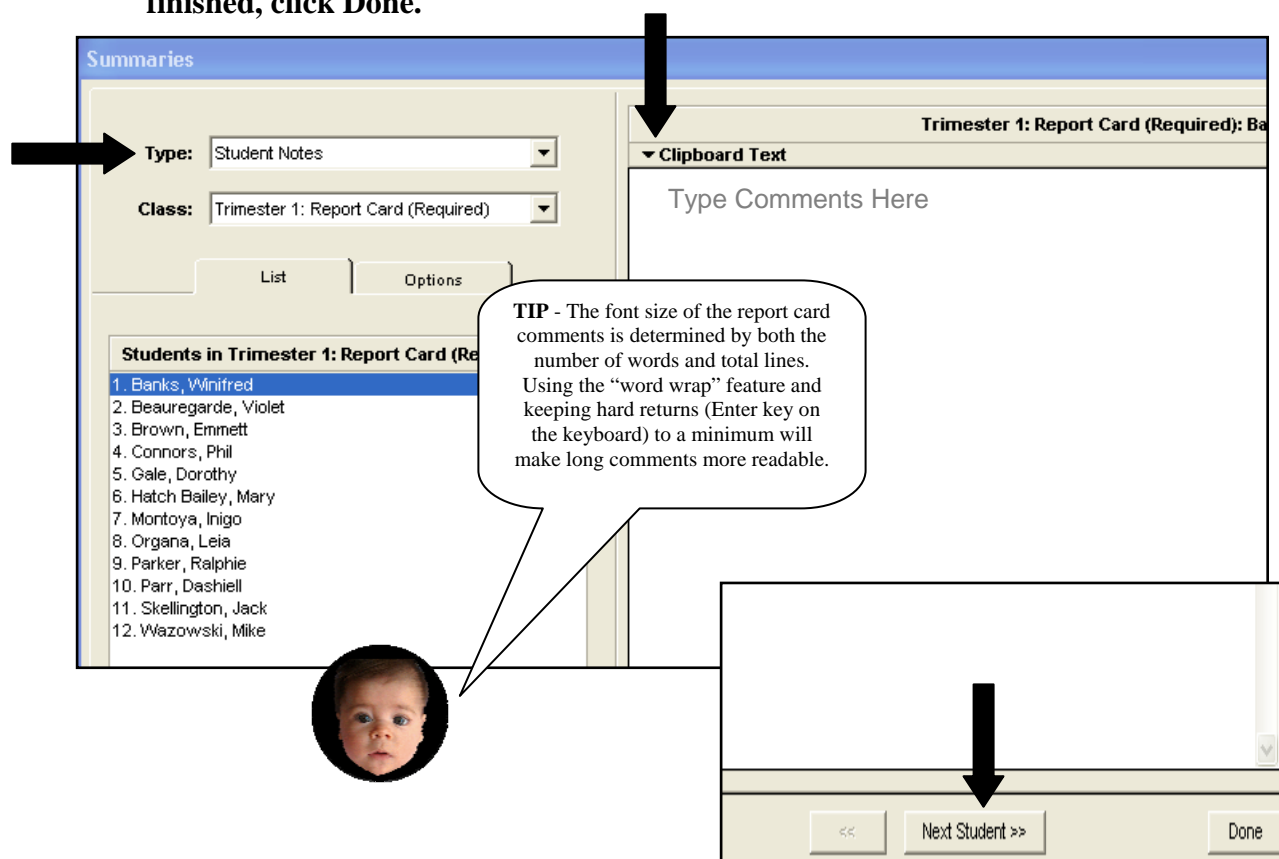 finished, click Done.
Summaries
Type: Student Notes
Class: Trimester 1: Report Card (Required)
List Options
Students in Trimester 1: Report Card (Re
1. Banks, Winifred
2. Beauregarde, Violet
3. Brown, Emmett
4. Connors, Phil
5. Gale, Dorothy
6. Hatch Bailey, Mary
7. Montoya, Inigo
8. Organa, Leia
9. Parker, Ralphie
10. Parr, Dashiell
11. Skellington, Jack
12. Wazowski, Mike
Trimester 1: Report Card (Required): Ba
Clipboard Text
Type Comments Here
TIP - The font size of the report card
comments is determined by both the
number of words and total lines.
Using the “word wrap” feature and
keeping hard returns (Enter key on
the keyboard) to a minimum will
make long comments more readable.
<< Next Student >> Done